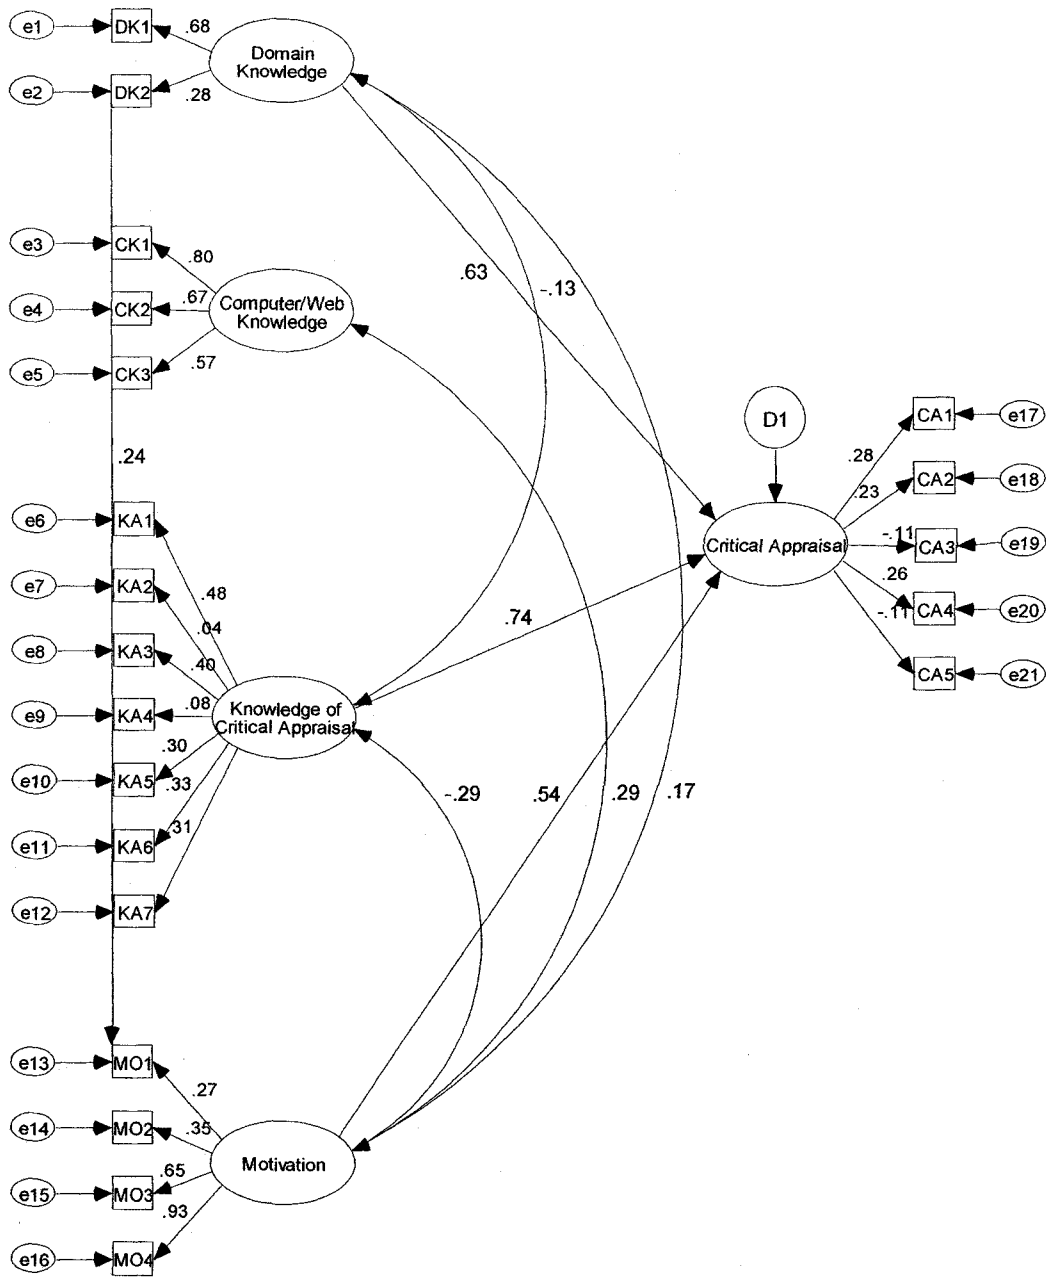 e1 DK1 .68
Domain
Knowledge
e2 DK2 .28
e3 CK1 .80
.63 -.13
e4 CK2 .67
Computer/Web
Knowledge
e5 CK3 .57
.24
D1
CA1 e17
.28
CA2 e18
.23
e6 KA1
Critical Appraisal
-.11 CA3 e19
.26
e7 KA2 .48
CA4 e20
-.11
.04
.74
e8 KA3 .40
CA5 e21
e9 KA4 .08
Knowledge of
Critical Appraisal
.30
e10 KA5 .33
-.29 .54 .29 .17
e11 KA6 .31
e12 KA7
e13 MO1 .27
e14 MO2 .35
Motivation
.65
e15 MO3
.93
e16 MO4